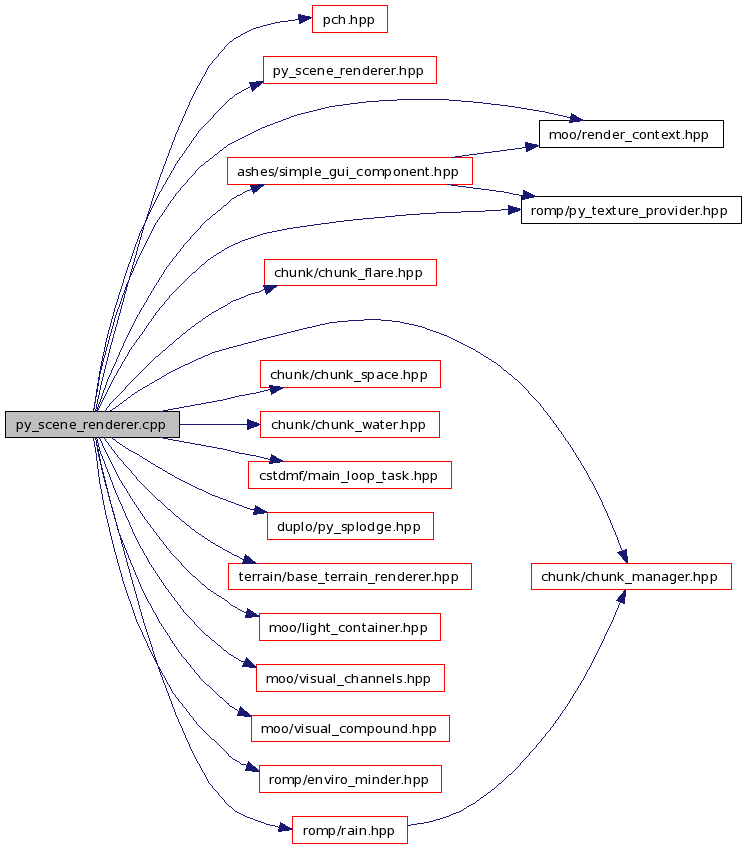 pch.hpp
py_scene_renderer.hpp
moo/render_context.hpp
ashes/simple_gui_component.hpp
romp/py_texture_provider.hpp
chunk/chunk_flare.hpp
chunk/chunk_space.hpp
py_scene_renderer.cpp
chunk/chunk_water.hpp
cstdmf/main_loop_task.hpp
duplo/py_splodge.hpp
terrain/base_terrain_renderer.hpp
chunk/chunk_manager.hpp
moo/light_container.hpp
moo/visual_channels.hpp
moo/visual_compound.hpp
romp/enviro_minder.hpp
romp/rain.hpp